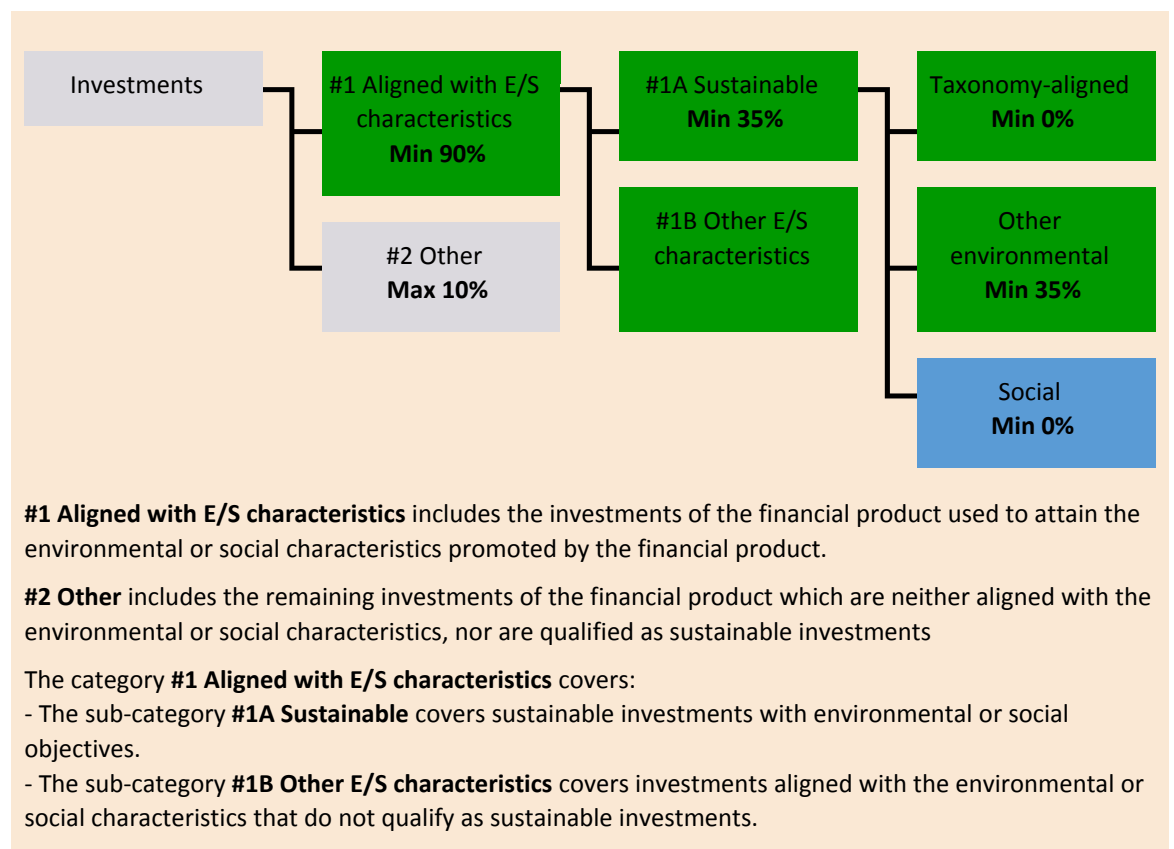 Investments
#1 Aligned with E/S
characteristics
Min 90%
#2 Other
Max 10%
#1A Sustainable
Min 35%
#1B Other E/S
characteristics
Taxonomy-aligned
Min 0%
Other
environmental
Min 35%
Social
Min 0%
#1 Aligned with E/S characteristics includes the investments of the financial product used to attain the
environmental or social characteristics promoted by the financial product.
#2 Other includes the remaining investments of the financial product which are neither aligned with the
environmental or social characteristics, nor are qualified as sustainable investments
The category #1 Aligned with E/S characteristics covers:
- The sub-category #1A Sustainable covers sustainable investments with environmental or social
objectives.
- The sub-category #1B Other E/S characteristics covers investments aligned with the environmental or
social characteristics that do not qualify as sustainable investments.